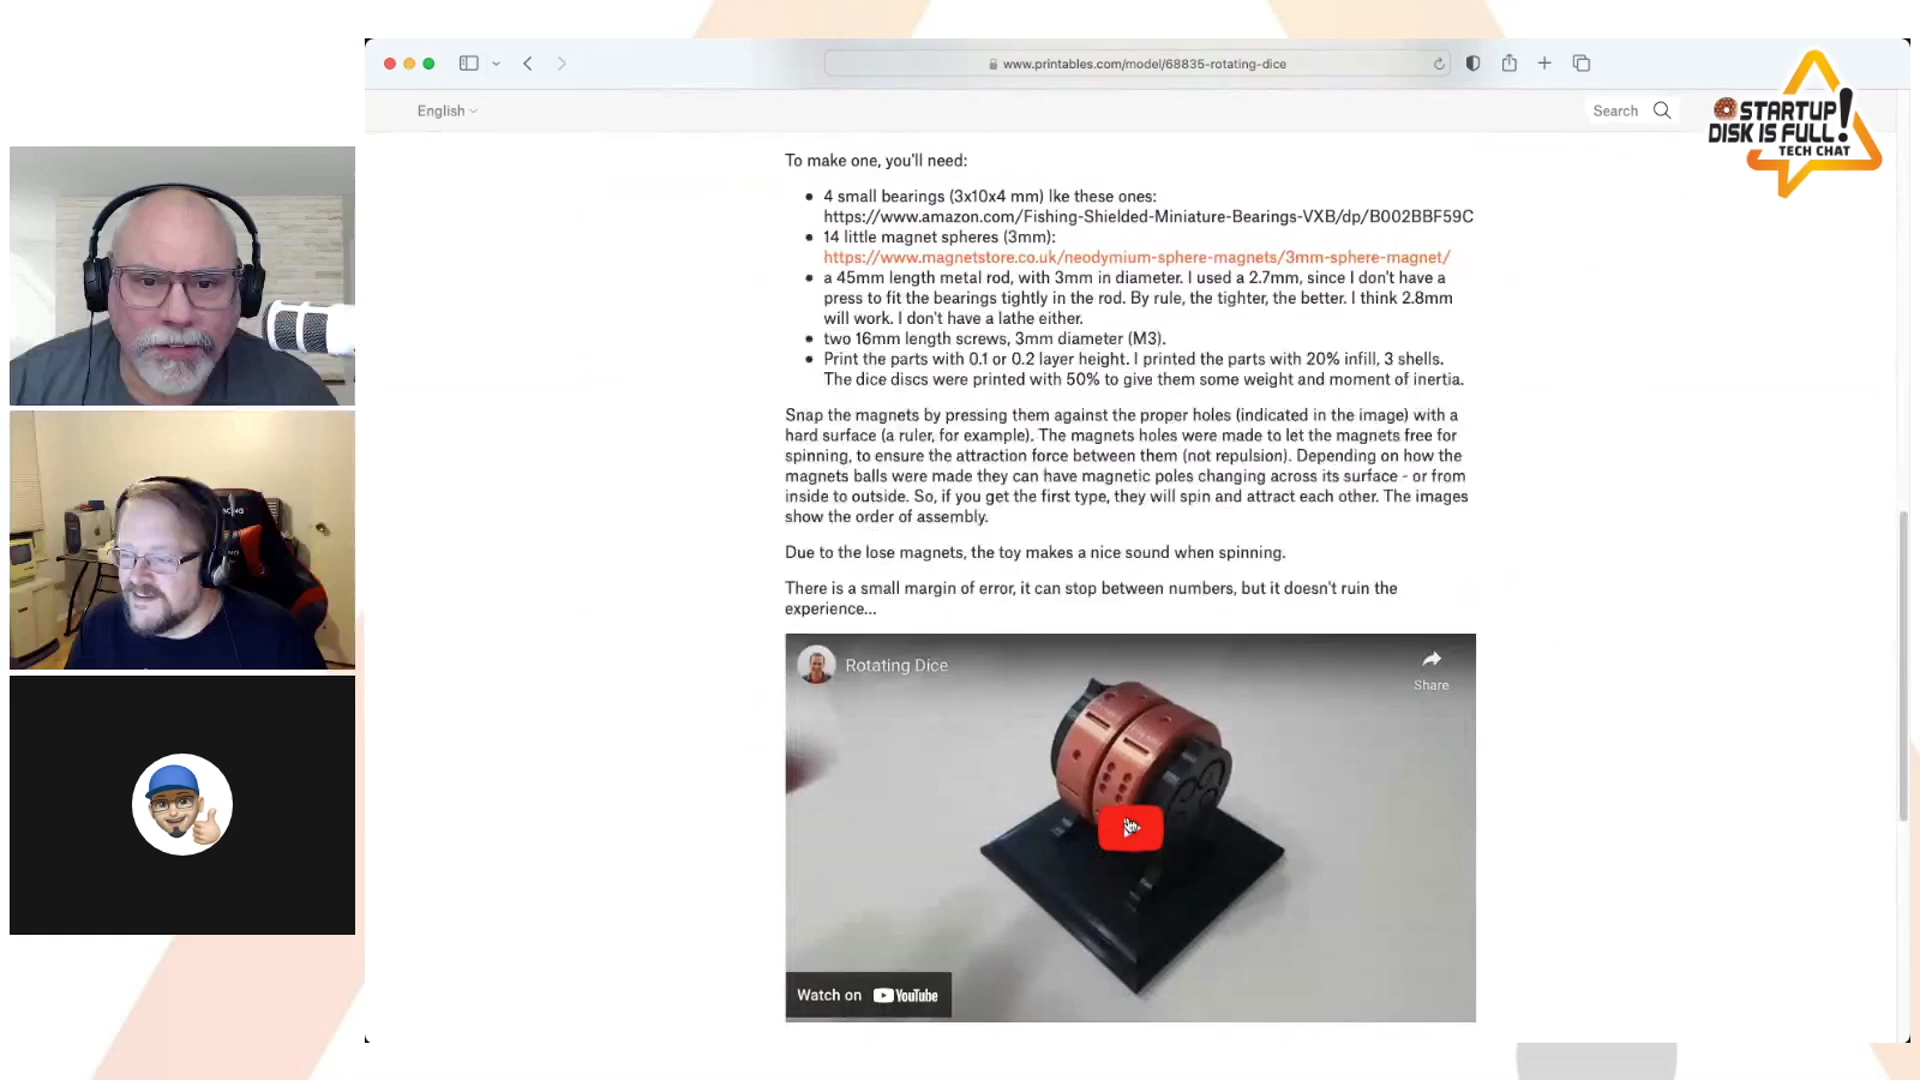 www.printables.com/model/68835-rotating-dice
English
Search
STARTUP
DISK IS FULL!
TECH CHAT
To make one, you'll need:
4 small bearings (3x10x4 mm) lke these ones:
https://www.amazon.com/Fishing-Shielded-Miniature-Bearings-VXB/dp/B002BBF59C
14 little magnet spheres (3mm):
https://www.magnetstore.co.uk/neodymium-sphere-magnets/3mm-sphere-magnet/
a 45mm length metal rod, with 3mm in diameter. I used a 2.7mm, since I don't have a
press to fit the bearings tightly in the rod. By rule, the tighter, the better. I think 2.8mm
will work. I don't have a lathe either.
two 16mm length screws, 3mm diameter (M3).
Print the parts with 0.1 or 0.2 layer height. I printed the parts with 20% infill, 3 shells.
The dice discs were printed with 50% to give them some weight and moment of inertia.
Snap the magnets by pressing them against the proper holes (indicated in the image) with a
hard surface (a ruler, for example). The magnets holes were made to let the magnets free for
spinning, to ensure the attraction force between them (not repulsion). Depending on how the
magnets balls were made they can have magnetic poles changing across its surface - or from
inside to outside. So, if you get the first type, they will spin and attract each other. The images
show the order of assembly.
Due to the lose magnets, the toy makes a nice sound when spinning.
There is a small margin of error, it can stop between numbers, but it doesn't ruin the
experience...
Rotating Dice
Share
Watch on YouTube